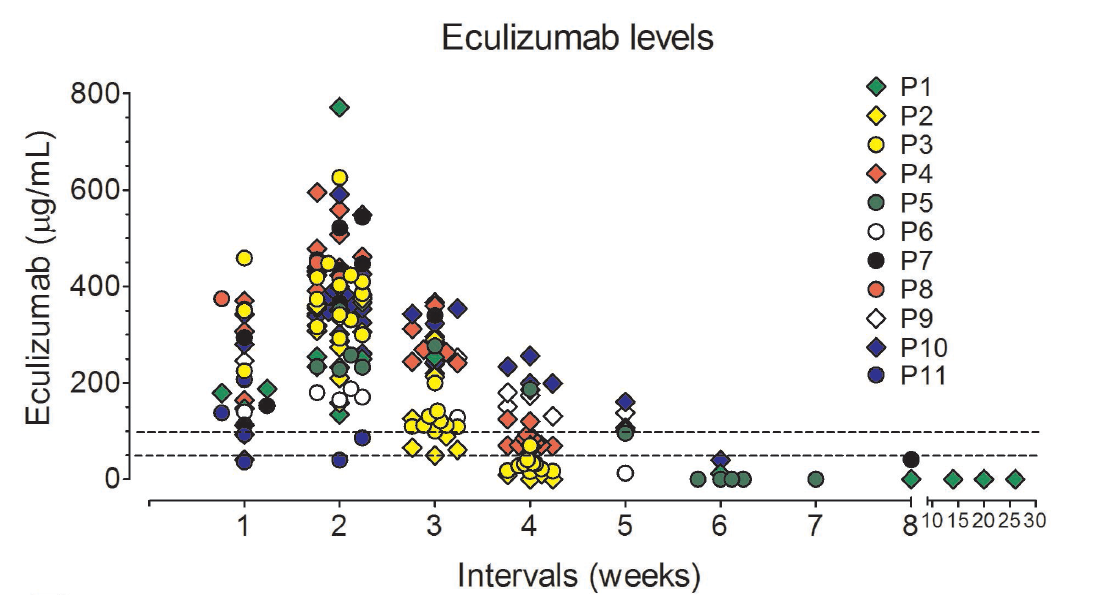 Eculizumab levels
Eculizumab (μg/mL)
800
600
400
200
0
P1
P2
P3
P4
P5
P6
P7
P8
P9
P10
P11
1 2 3 4 5 6 7 8 10 15 20 25 30
Intervals (weeks)